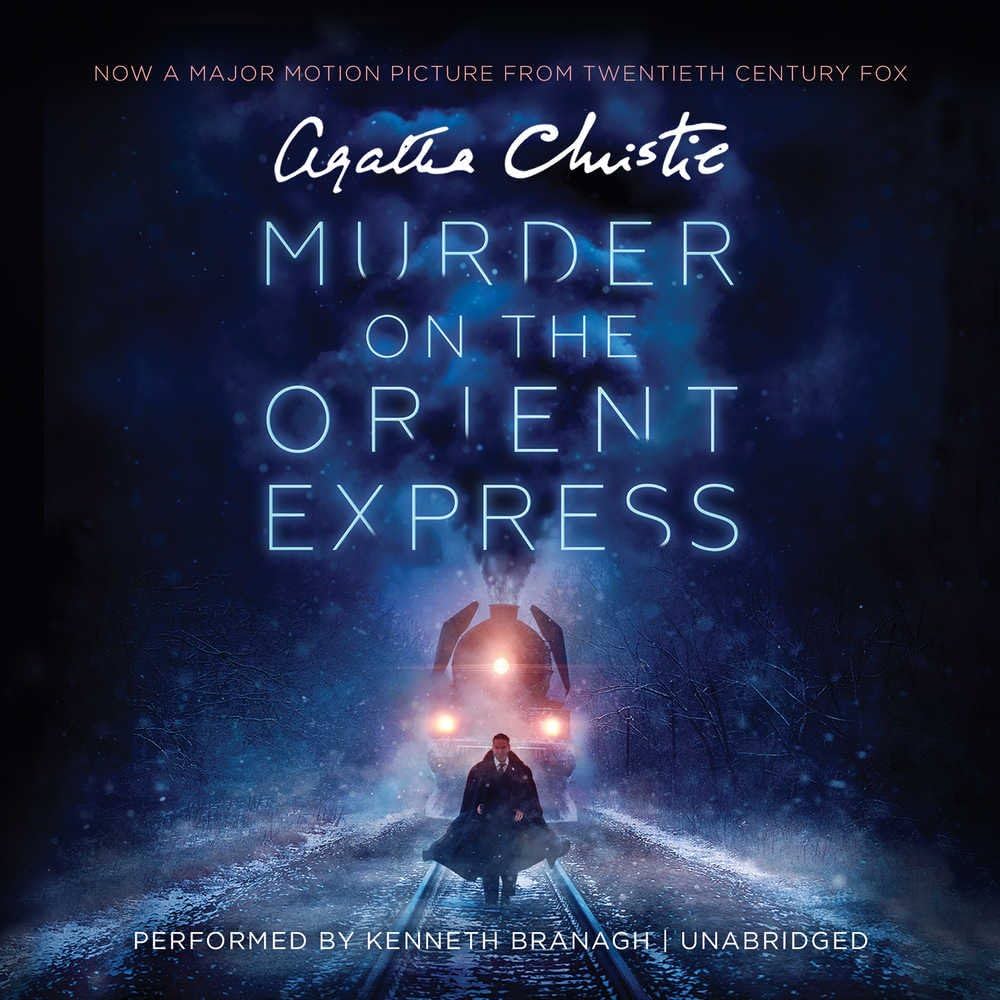 NOW A MAJOR MOTION PICTURE FROM TWENTIETH CENTURY FOX
Agatha Christie
MURDER
ON THE
ORIENT
EXPRESS
PERFORMED BY KENNETH BRANAGH | UNABRIDGED